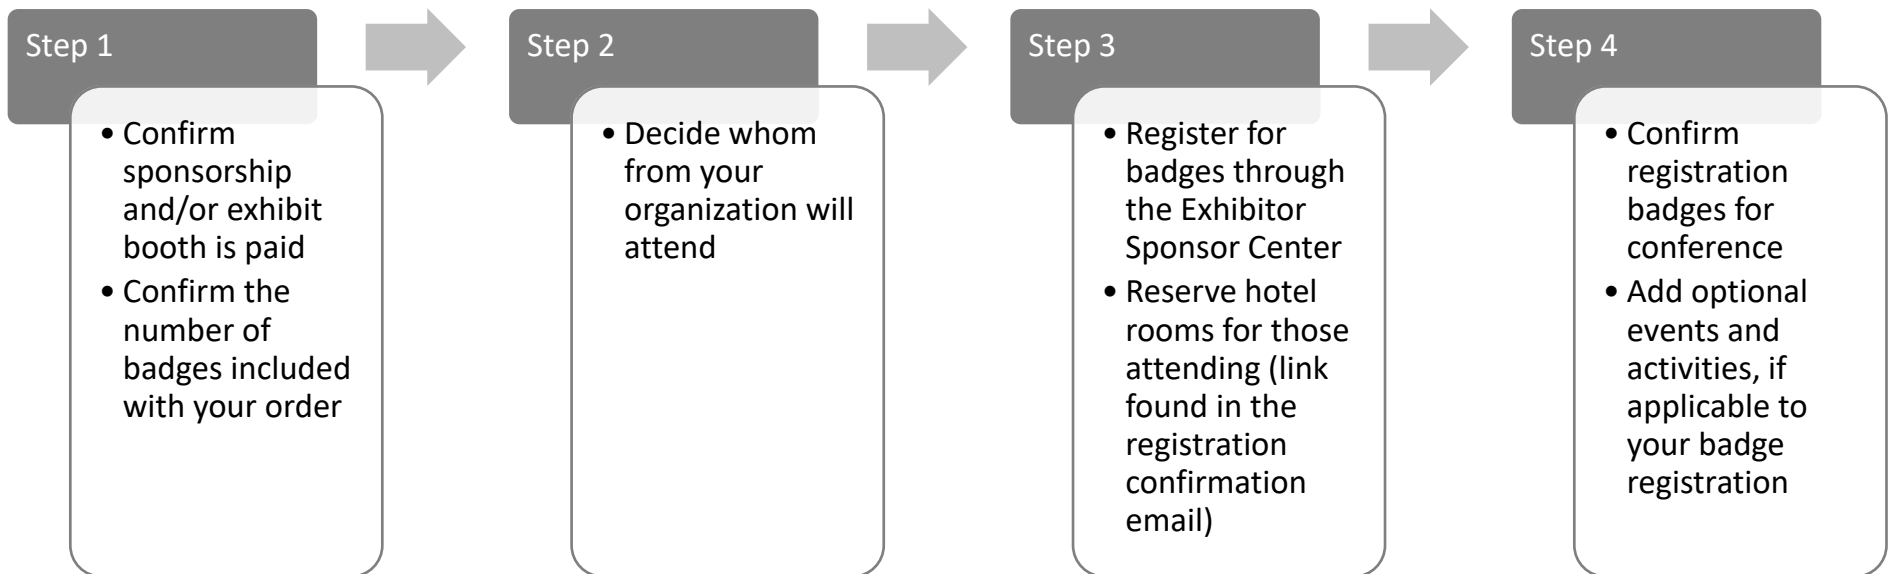 Step 1
• Confirm
sponsorship
and/or exhibit
booth is paid
• Confirm the
number of
badges included
with your order
Step 2
• Decide whom
from your
organization will
attend
Step 3
• Register for
badges through
the Exhibitor
Sponsor Center
• Reserve hotel
rooms for those
attending (link
found in the
registration
confirmation
email)
Step 4
• Confirm
registration
badges for
conference
• Add optional
events and
activities, if
applicable to
your badge
registration